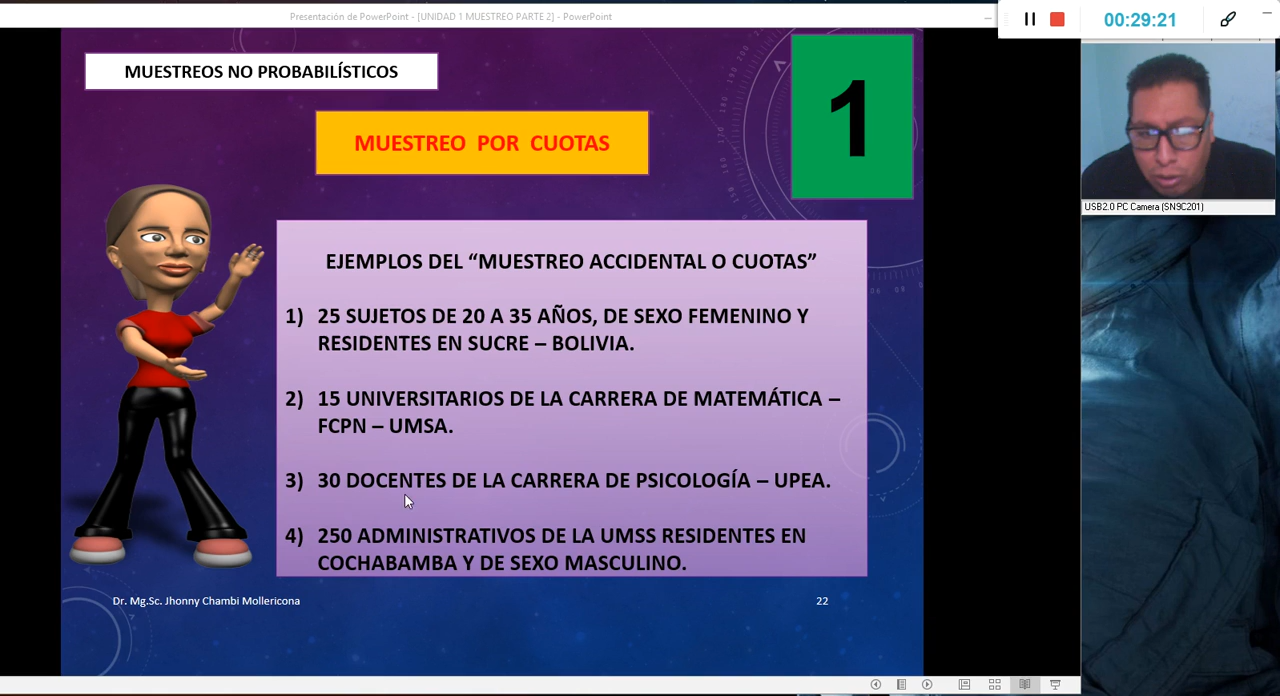 Presentación de PowerPoint - [UNIDAD 1 MUESTREO PARTE 2] - PowerPoint
00:29:21
MUESTREOS NO PROBABILÍSTICOS
1
MUESTREO POR CUOTAS
USB2.0 PC Camera (SN9C201)
EJEMPLOS DEL “MUESTREO ACCIDENTAL O CUOTAS”
1) 25 SUJETOS DE 20 A 35 AÑOS, DE SEXO FEMENINO Y
RESIDENTES EN SUCRE – BOLIVIA.
2) 15 UNIVERSITARIOS DE LA CARRERA DE MATEMÁTICA –
FCPN – UMSA.
3) 30 DOCENTES DE LA CARRERA DE PSICOLOGÍA – UPEA.
4) 250 ADMINISTRATIVOS DE LA UMSS RESIDENTES EN
COCHABAMBA Y DE SEXO MASCULINO.
Dr. Mg.Sc. Jhonny Chambi Mollericona
22